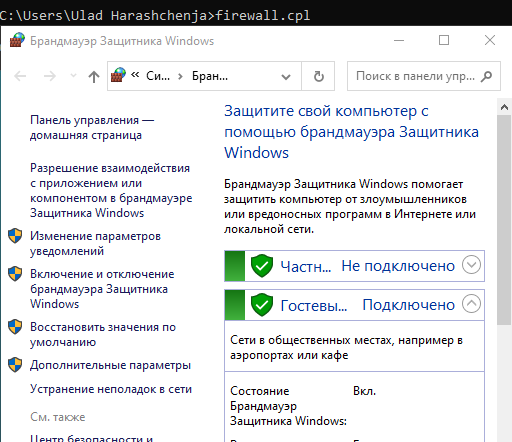 C:\Users\Ulad Harashchenja>firewall.cpl
Брандмауэр Защитника Windows
« Си... > Бран...
Поиск в панели упр...
Панель управления —
домашняя страница
Разрешение взаимодействия
с приложением или
компонентом в брандмауэре
Защитника Windows
Изменение параметров
уведомлений
Включение и отключение
брандмауэра Защитника
Windows
Восстановить значения по
умолчанию
Дополнительные параметры
Устранение неполадок в сети
См. также
Центр безопасности и
Защитите свой компьютер с
помощью брандмауэра Защитника
Windows
Брандмауэр Защитника Windows помогает
защитить компьютер от злоумышленников
или вредоносных программ в Интернете или
локальной сети.
Частн... Не подключено
Гостевы... Подключено
Сети в общественных местах, например в
аэропортах или кафе
Состояние Вкл.
Брандмауэр
Защитника Windows: